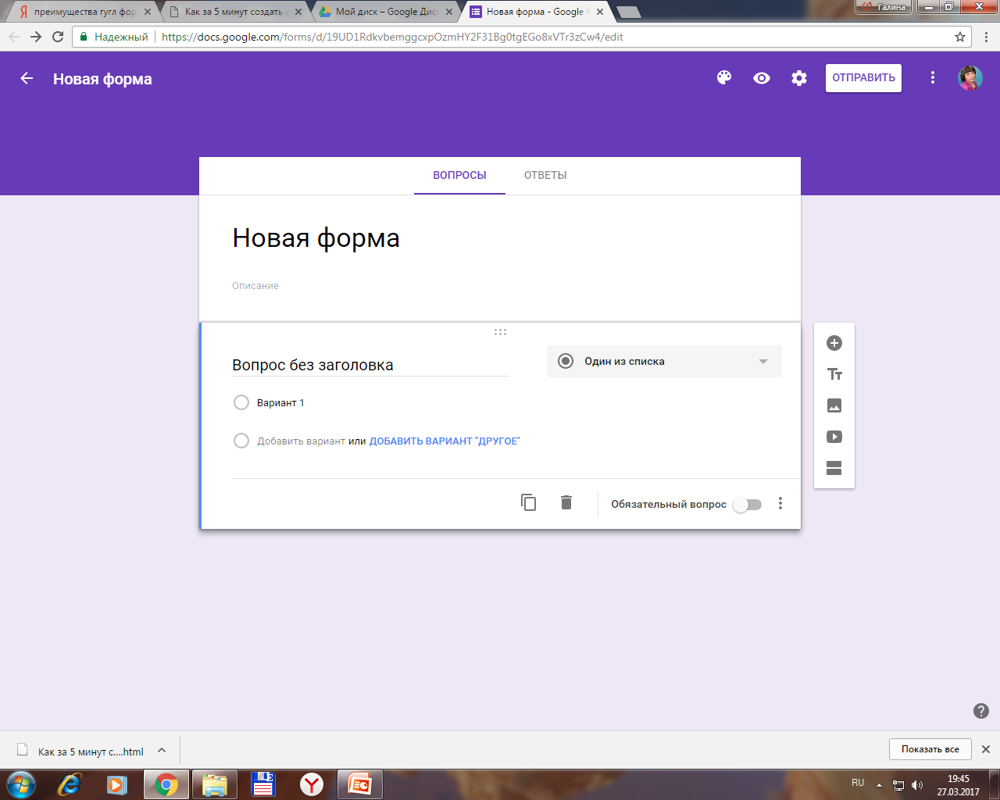 преимущества гугл фор
Как за 5 минут создать
Мой диск – Google Дис
Новая форма - Google
Галина
Надежный
https://docs.google.com/forms/d/19UD1RdkvbemggcxpOzmHY2F31Bg0tgEGo8xVTr3zCw4/edit
Новая форма
ОТПРАВИТЬ
ВОПРОСЫ ОТВЕТЫ
Новая форма
Описание
Вопрос без заголовка
Один из списка
Вариант 1
Добавить вариант или ДОБАВИТЬ ВАРИАНТ "ДРУГОЕ"
Обязательный вопрос
Как за 5 минут с....html
Показать все
RU
19:45
27.03.2017